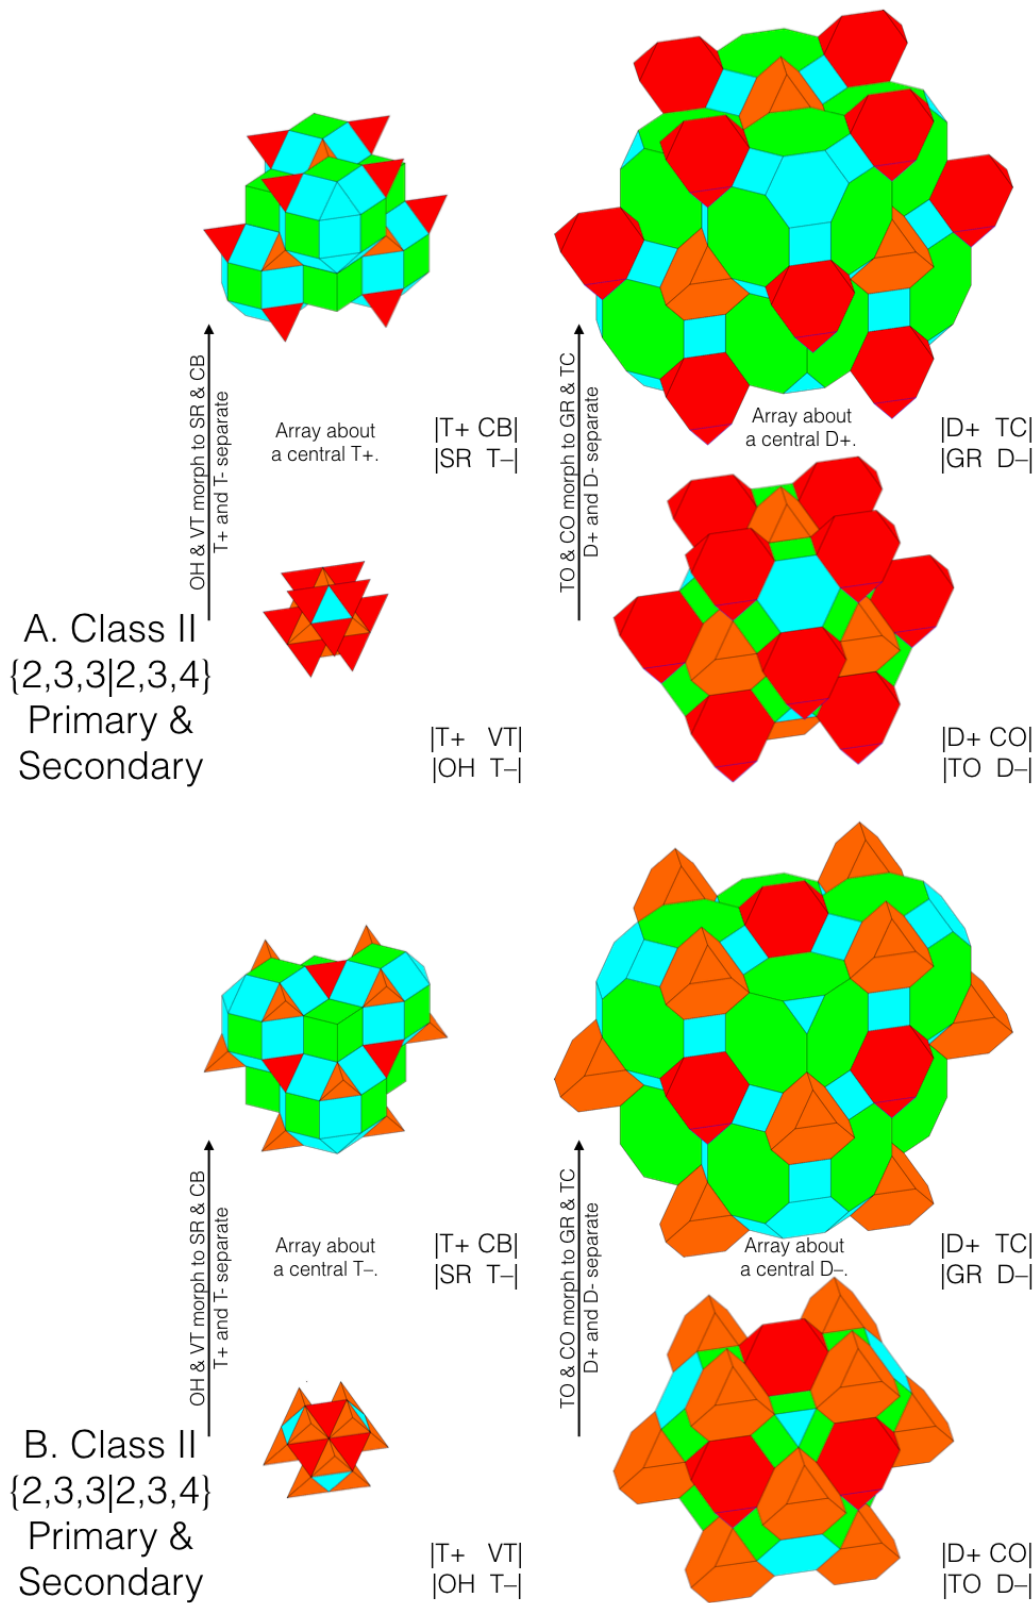 OH & VT morph to SR & CB
T+ and T- separate
Array about
a central T+.
|T+ CB|
|SR T–|
TO & CO morph to GR & TC
D+ and D- separate
Array about
a central D+.
|D+ TC|
|GR D–|
A. Class II
{2,3,3|2,3,4}
Primary &
Secondary
|T+ VT|
|OH T–|
|D+ CO|
|TO D–|
OH & VT morph to SR & CB
T+ and T- separate
Array about
a central T–.
|T+ CB|
|SR T–|
TO & CO morph to GR & TC
D+ and D- separate
Array about
a central D–.
|D+ TC|
|GR D–|
B. Class II
{2,3,3|2,3,4}
Primary &
Secondary
|T+ VT|
|OH T–|
|D+ CO|
|TO D–|